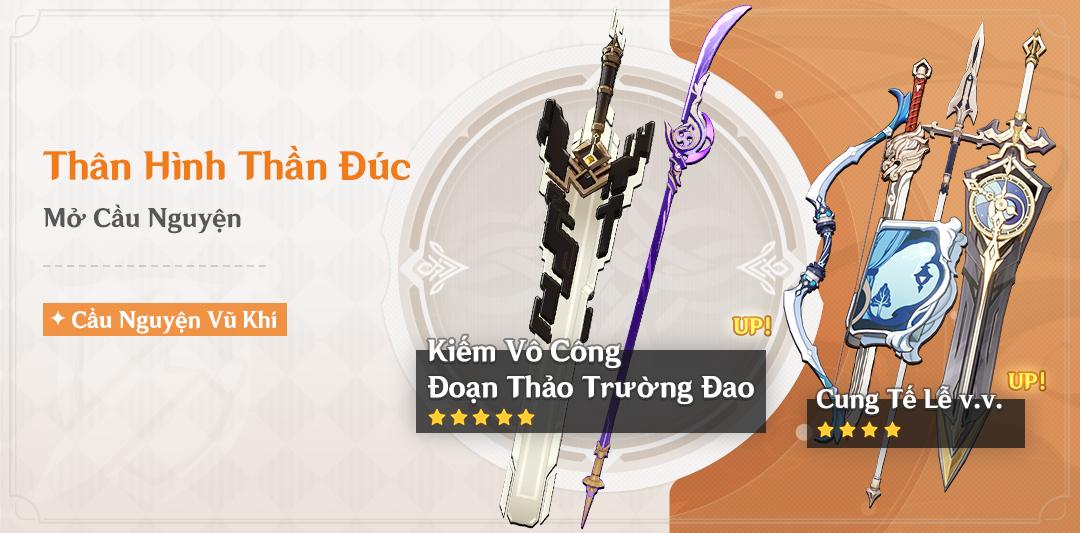 Thân Hình Thần Đúc
Mở Cầu Nguyện
Cầu Nguyện Vũ Khí
UP!
Kiếm Vô Công
Đoạn Thảo Trường Đao
UP!
Cung Tế Lễ v.v.